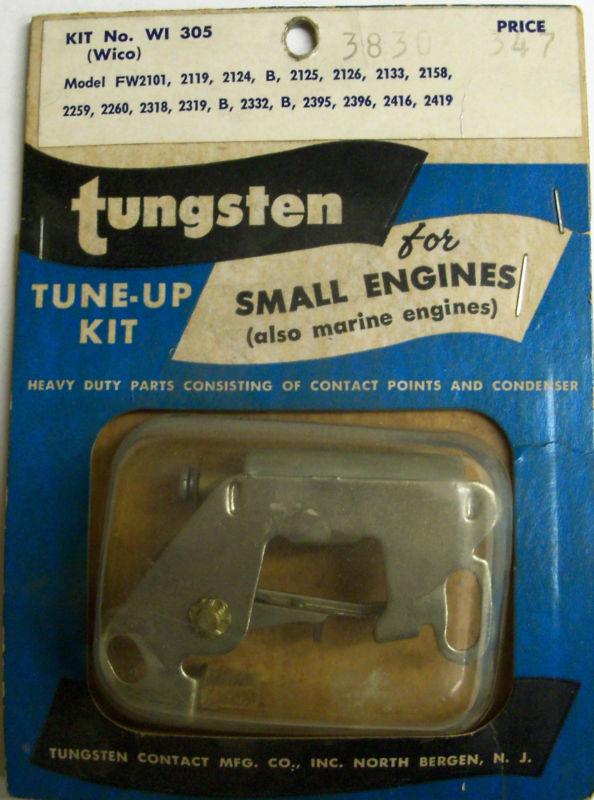 KIT No. WI 305
(Wico)
3830
PRICE
347
Model FW2101, 2119, 2124, B, 2125, 2126, 2133, 2158,
2259, 2260, 2318, 2319, B, 2332, B, 2395, 2396, 2416, 2419
tungsten
for
SMALL ENGINES
(also marine engines)
TUNE-UP
KIT
HEAVY DUTY PARTS CONSISTING OF CONTACT POINTS AND CONDENSER
TUNGSTEN CONTACT MFG. CO., INC. NORTH BERGEN, N. J.